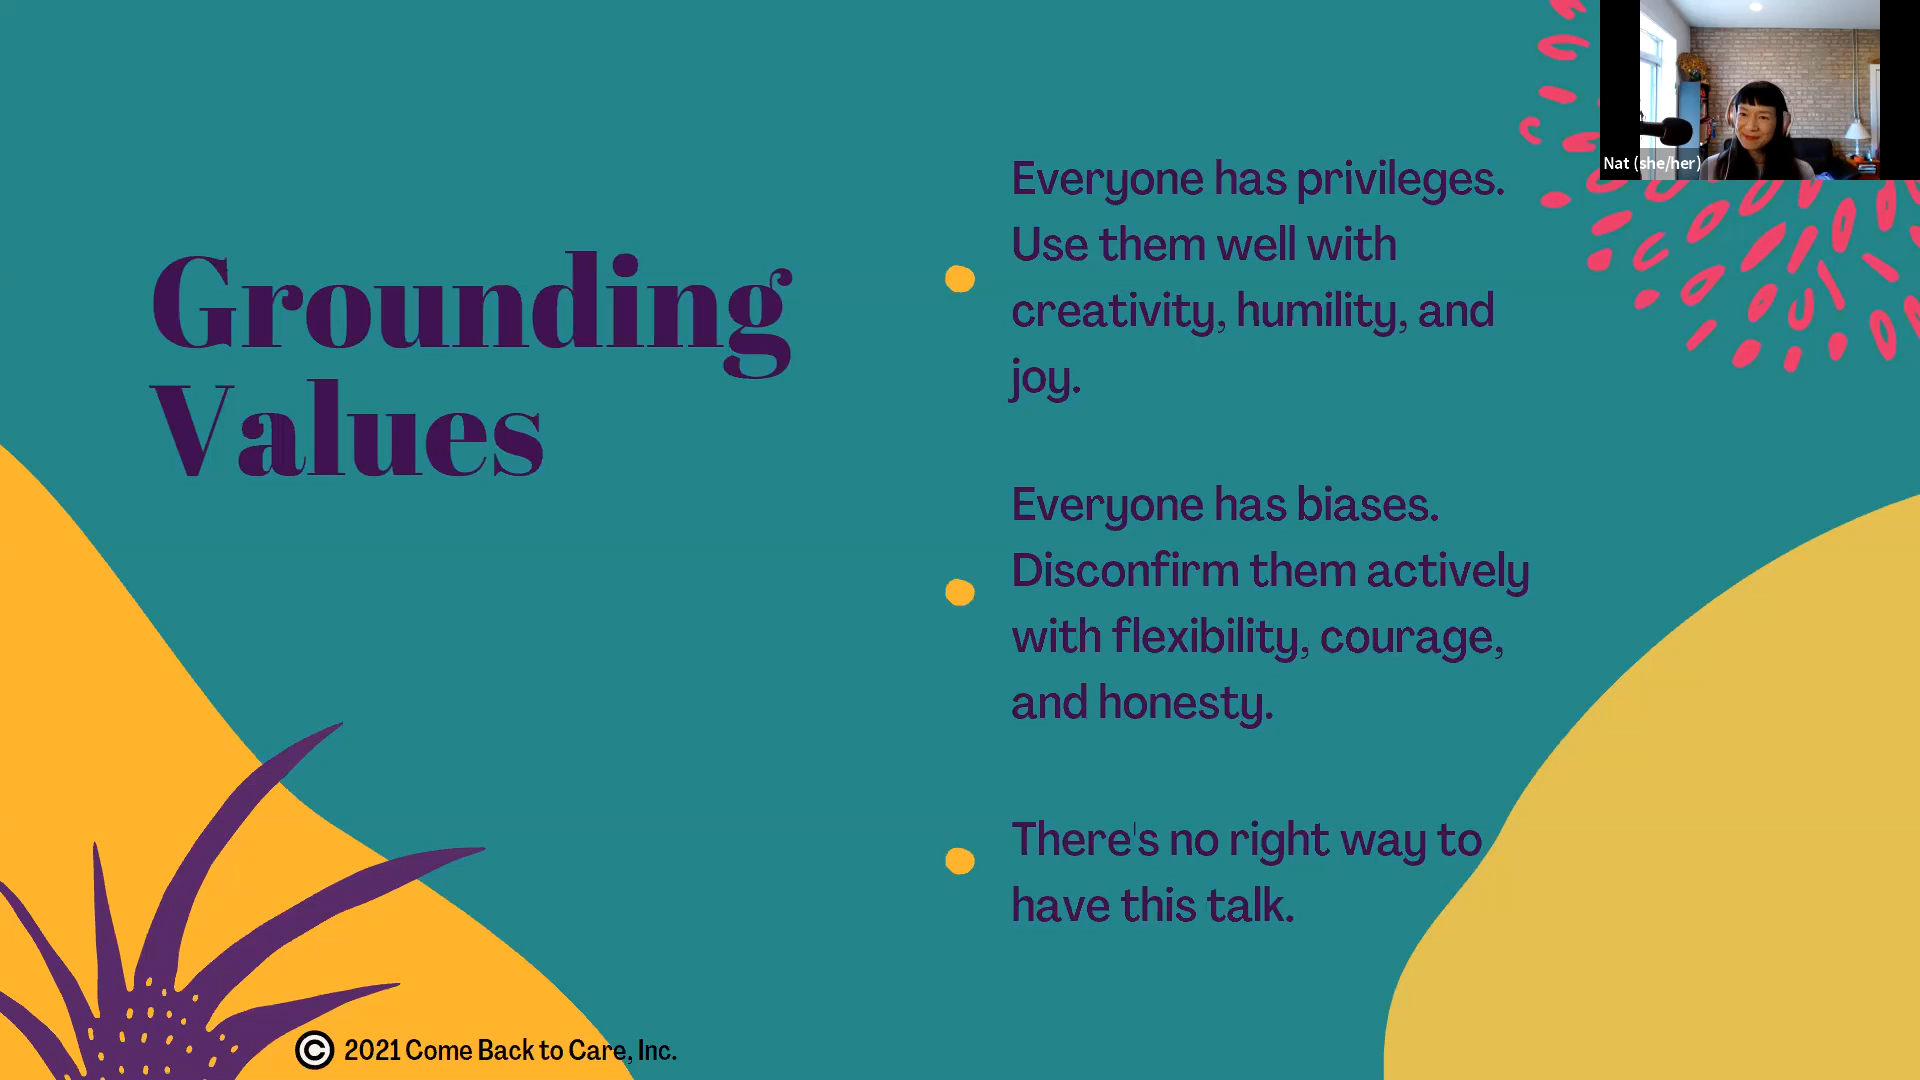 Grounding
Values
Everyone has privileges.
Use them well with
creativity, humility, and
joy.
Everyone has biases.
Disconfirm them actively
with flexibility, courage,
and honesty.
There's no right way to
have this talk.
Nat (she/her)
© 2021 Come Back to Care, Inc.